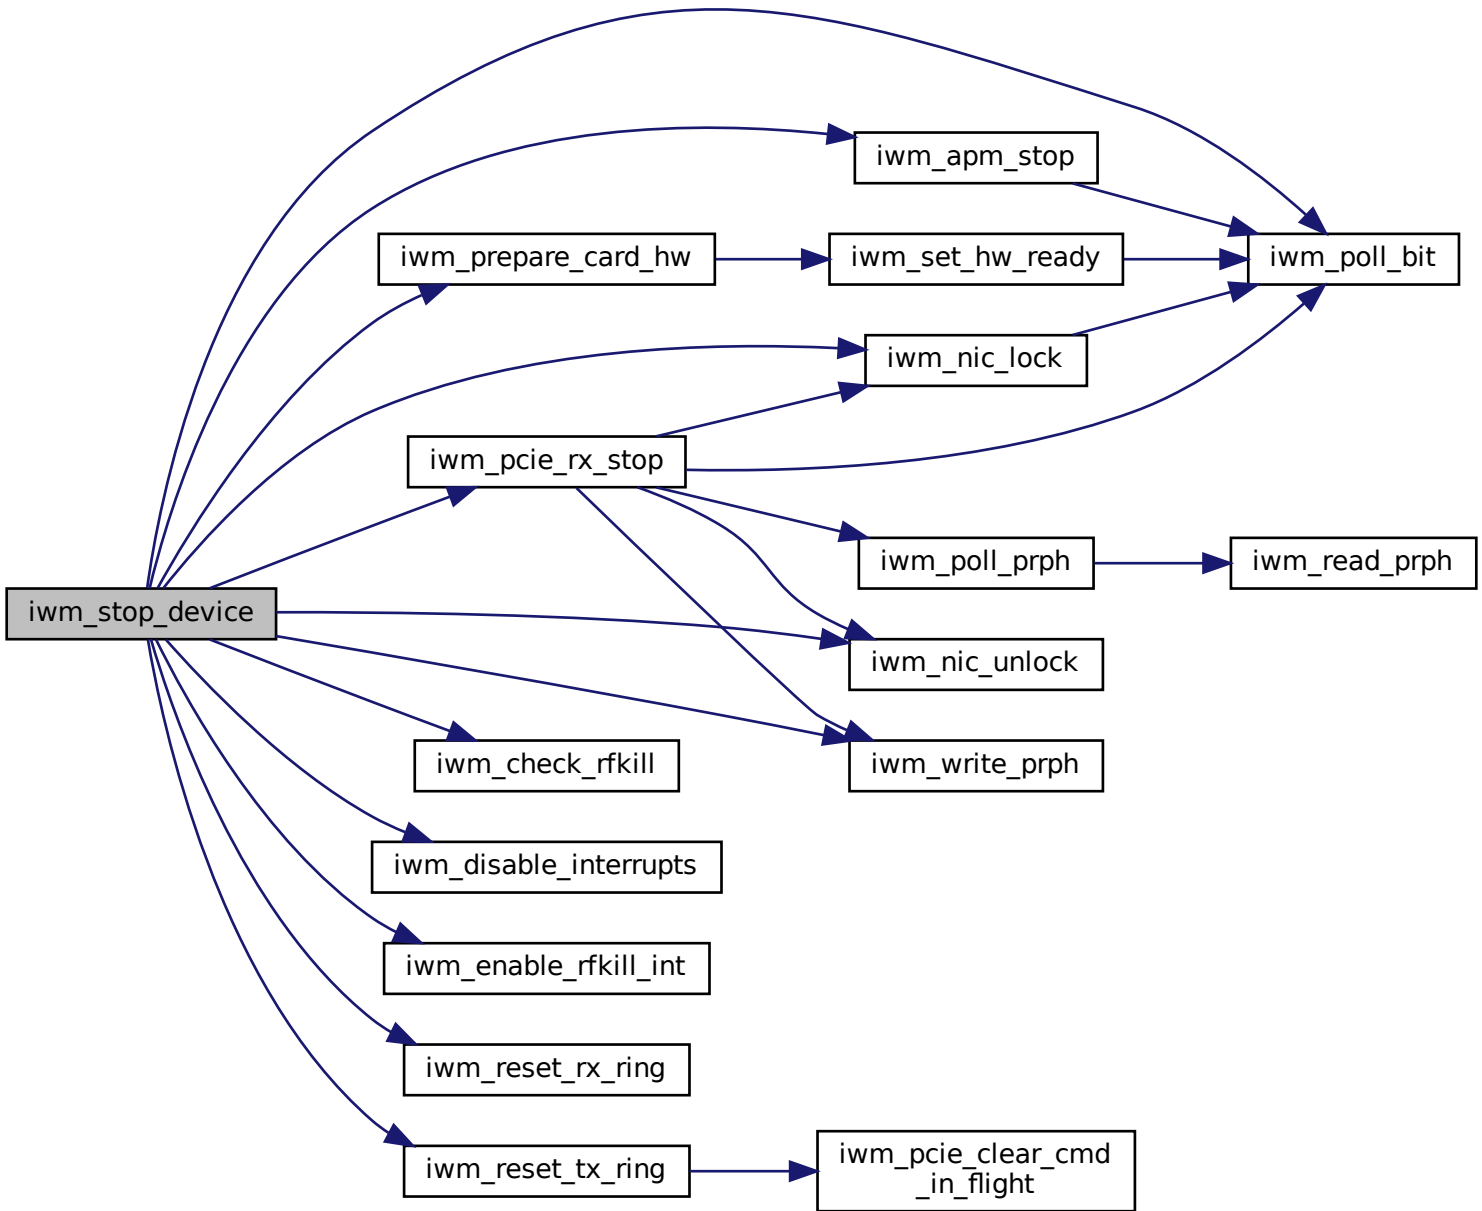 iwm_apm_stop
iwm_prepare_card_hw
iwm_set_hw_ready
iwm_poll_bit
iwm_nic_lock
iwm_pcie_rx_stop
iwm_poll_prph
iwm_read_prph
iwm_stop_device
iwm_nic_unlock
iwm_check_rfkill
iwm_write_prph
iwm_disable_interrupts
iwm_enable_rfkill_int
iwm_reset_rx_ring
iwm_reset_tx_ring
iwm_pcie_clear_cmd
_in_flight